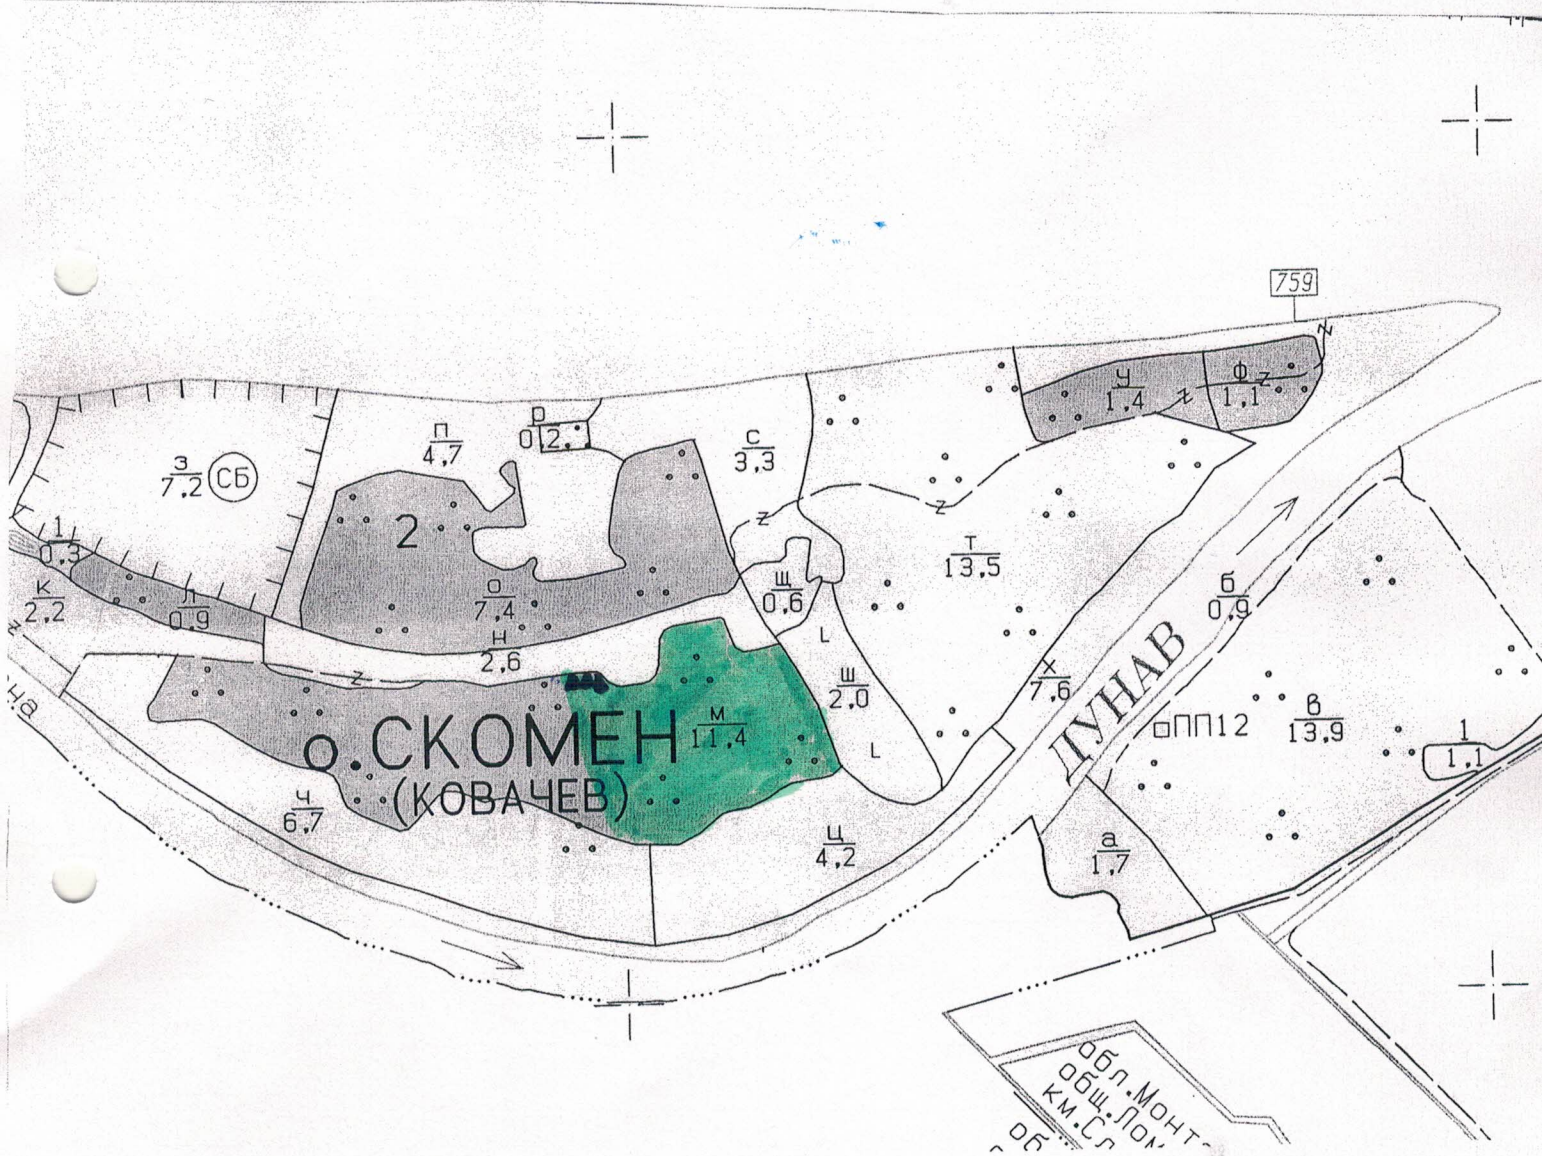 759
р
0,2
п
4,7
с
3,3
у
1,4
ф
1,1
z
z
з
7,2
СБ
2
1
0,3
z
z
т
13,5
к
2,2
л
0,9
о
7,4
щ
0,6
б
0,9
н
2,6
L
z
ш
2,0
х
7,6
ДУНАВ
на
о.СКОМЕН
(КОВАЧЕВ)
м
11,4
L
ПП12
в
13,9
1
1,1
ч
6,7
ц
4,2
а
1,7
обл.Монт
общ.Лом
км.Сл
об